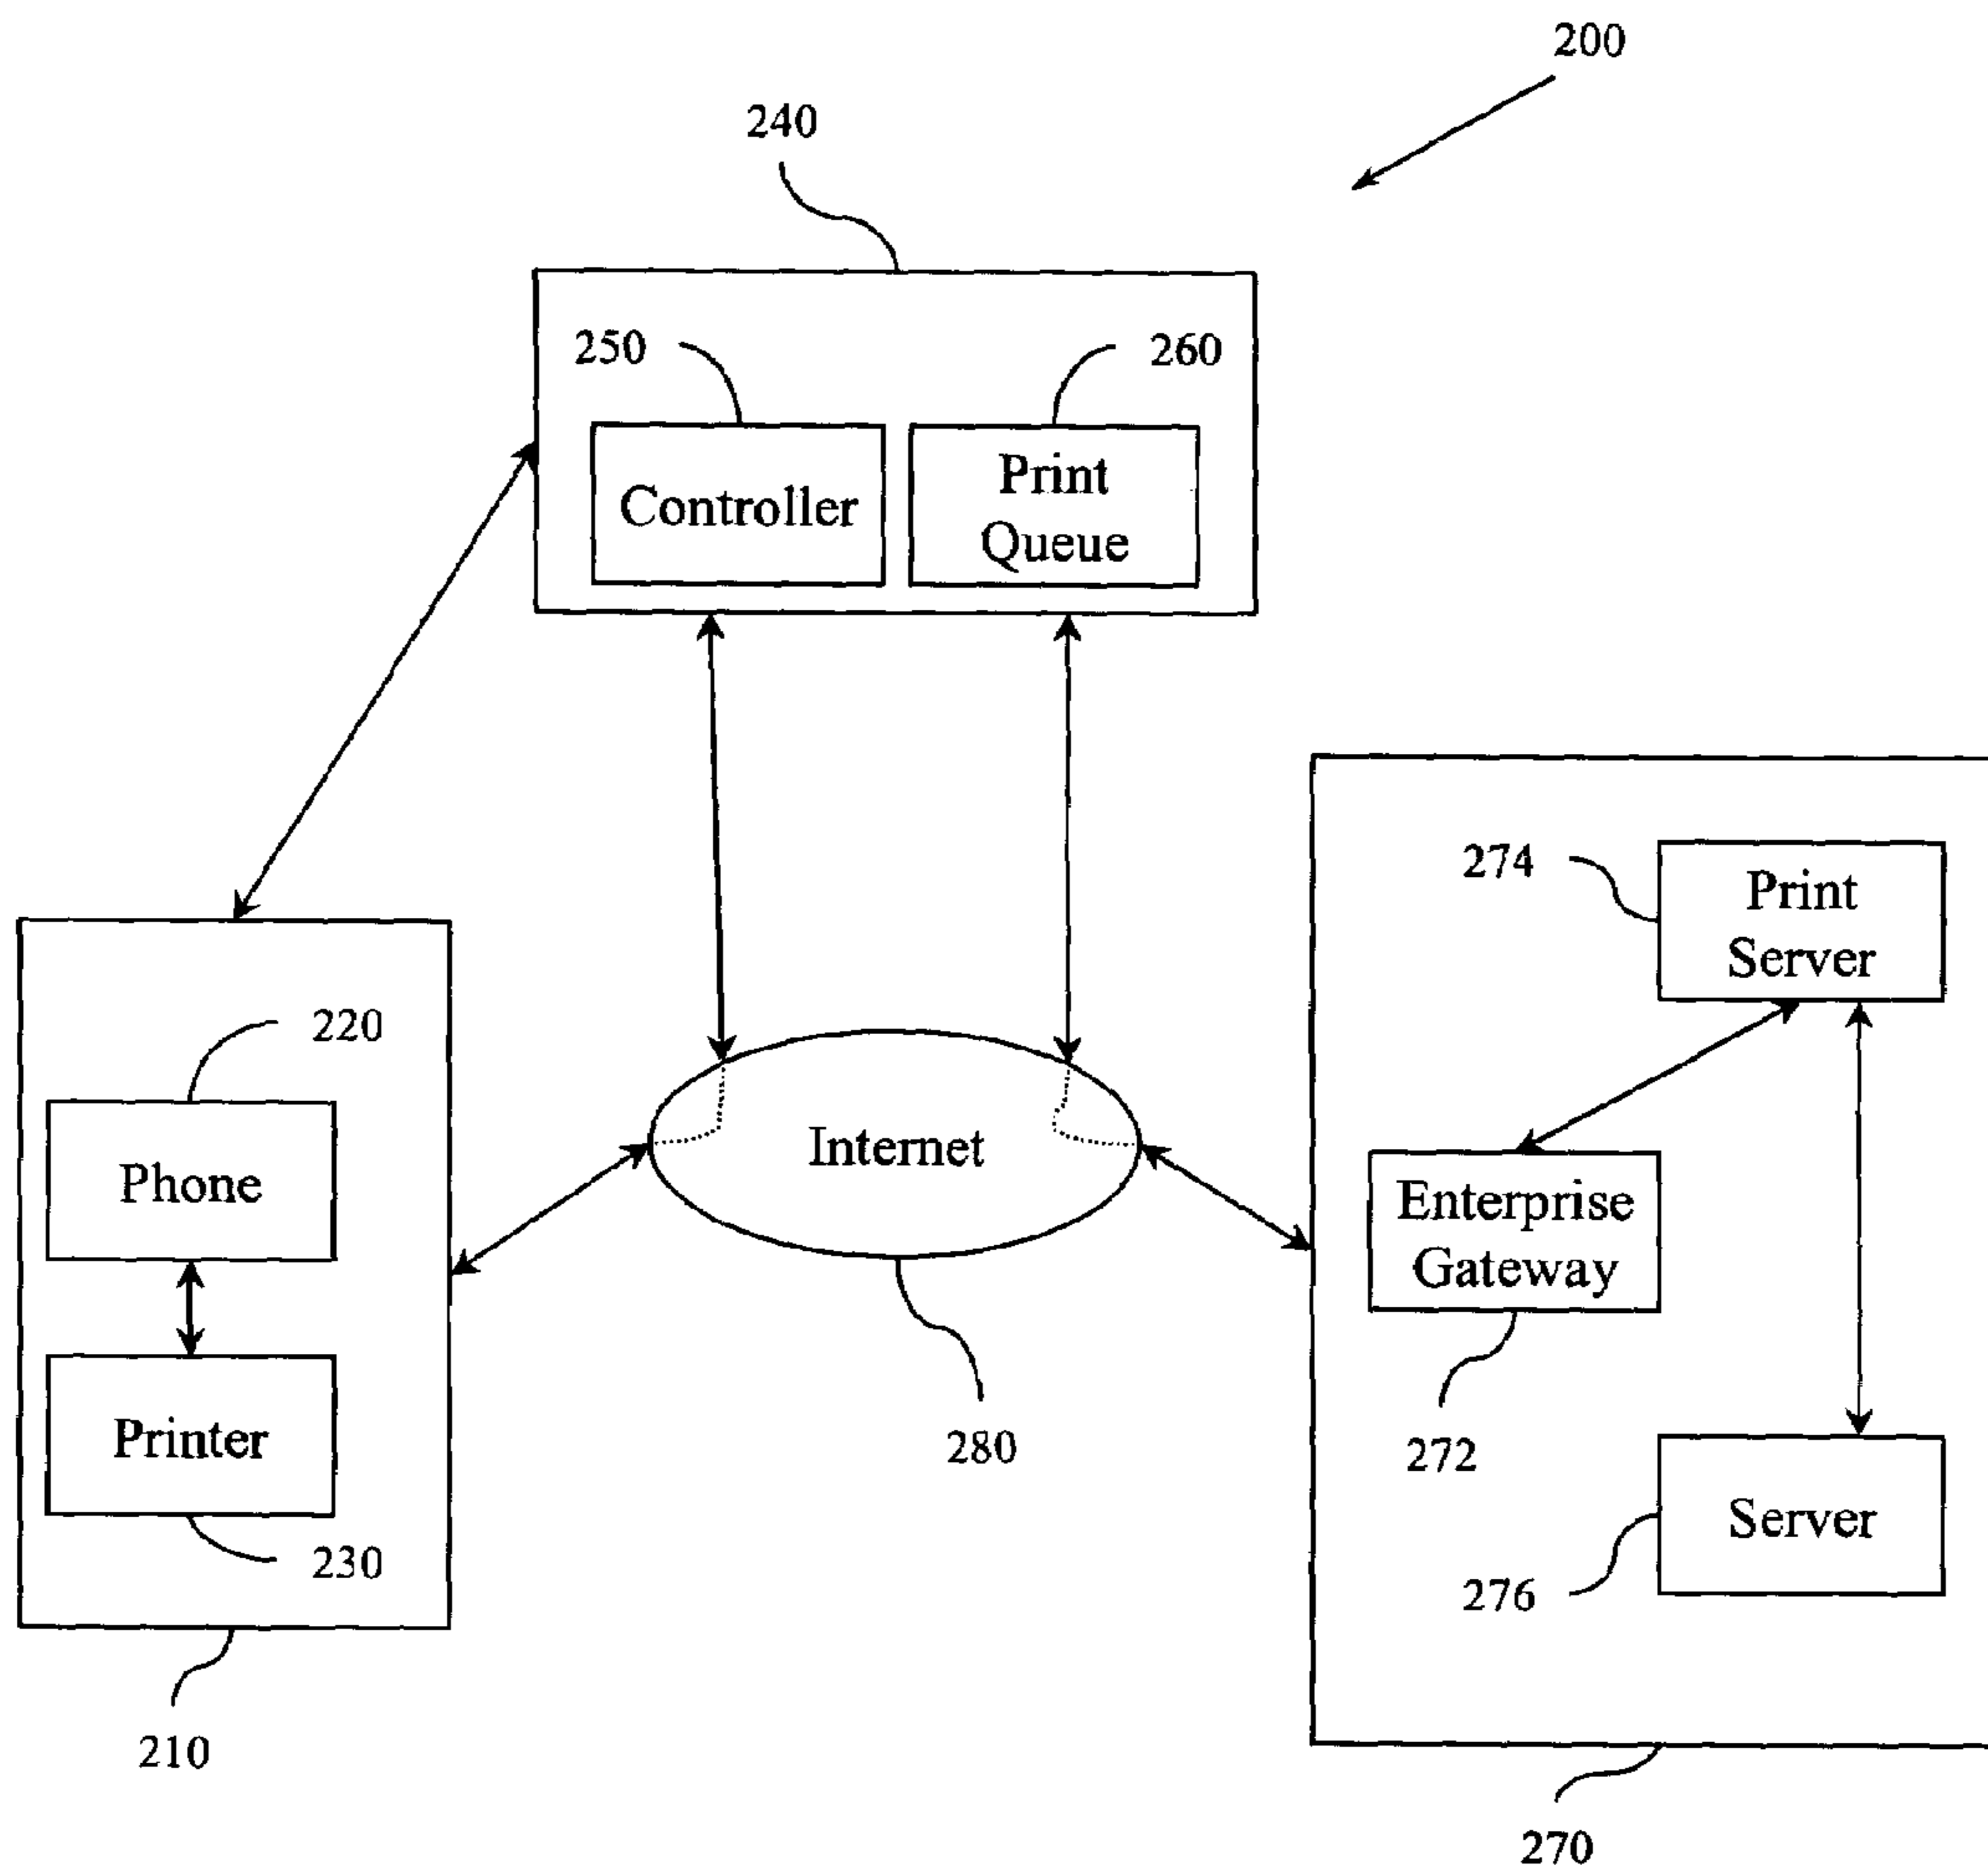 200
240
250
260
Controller
Print
Queue
274
Print
Server
220
Phone
Internet
Enterprise
Gateway
Printer
280
272
Server
230
276
210
270